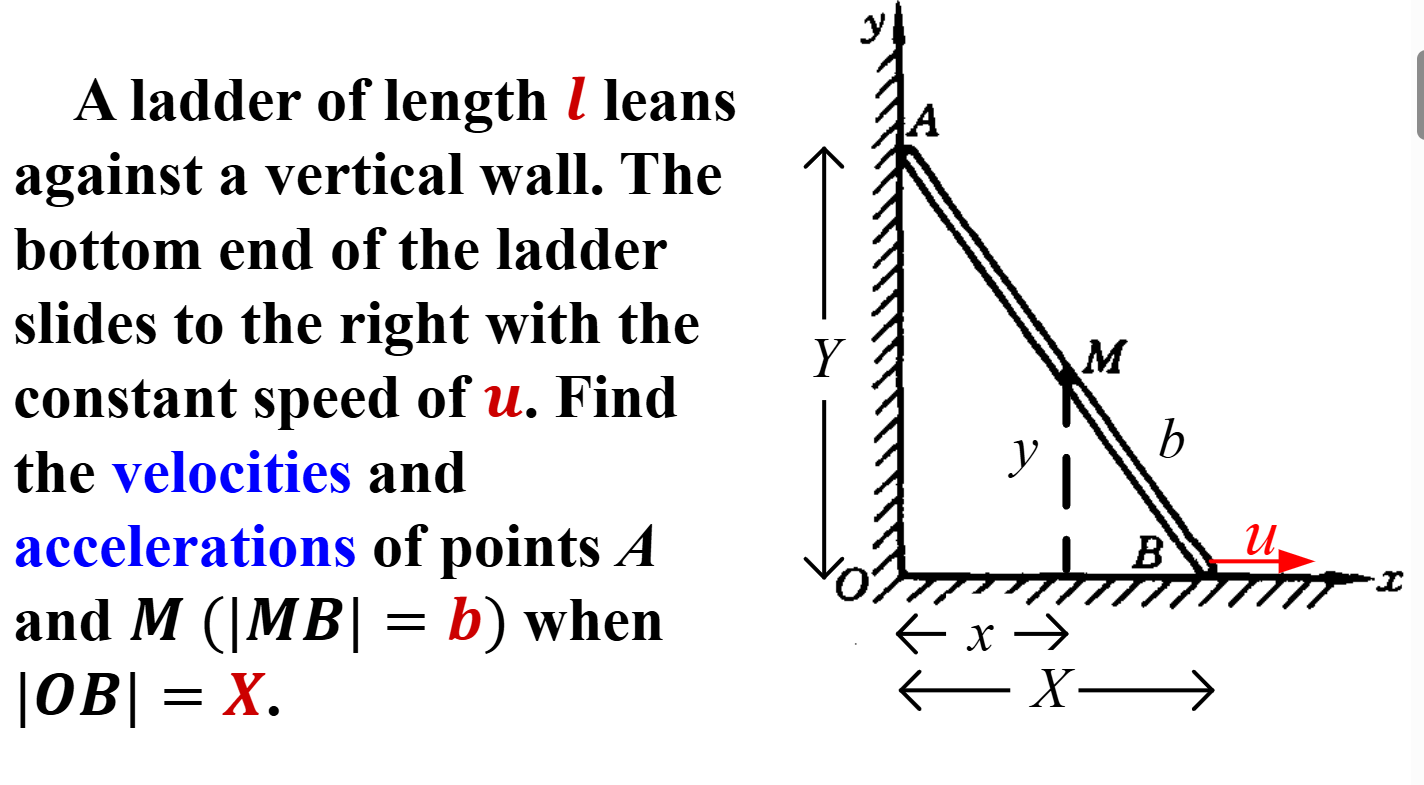 A ladder of length l leans
against a vertical wall. The
bottom end of the ladder
slides to the right with the
constant speed of u. Find
the velocities and
accelerations of points A
and M (|MB| = b) when
|OB| = X.
y
A
Y
M
b
y
B
u
O
x
x
X